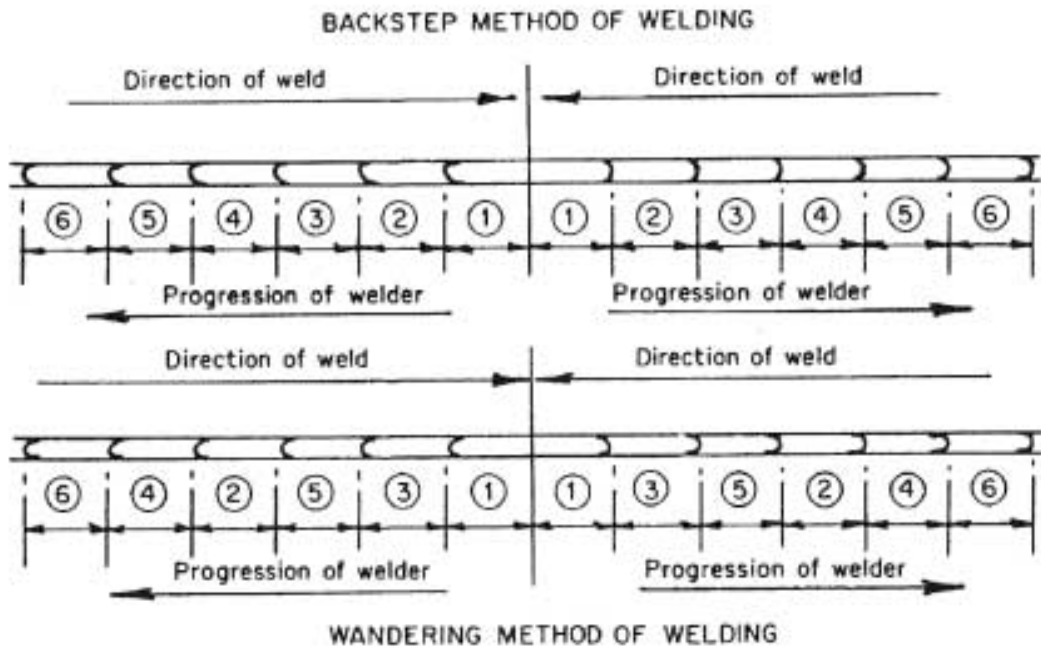 BACKSTEP METHOD OF WELDING
Direction of weld Direction of weld
6 5 4 3 2 1 1 2 3 4 5 6
Progression of welder Progression of welder
Direction of weld Direction of weld
6 4 2 5 3 1 1 3 5 2 4 6
Progression of welder Progression of welder
WANDERING METHOD OF WELDING